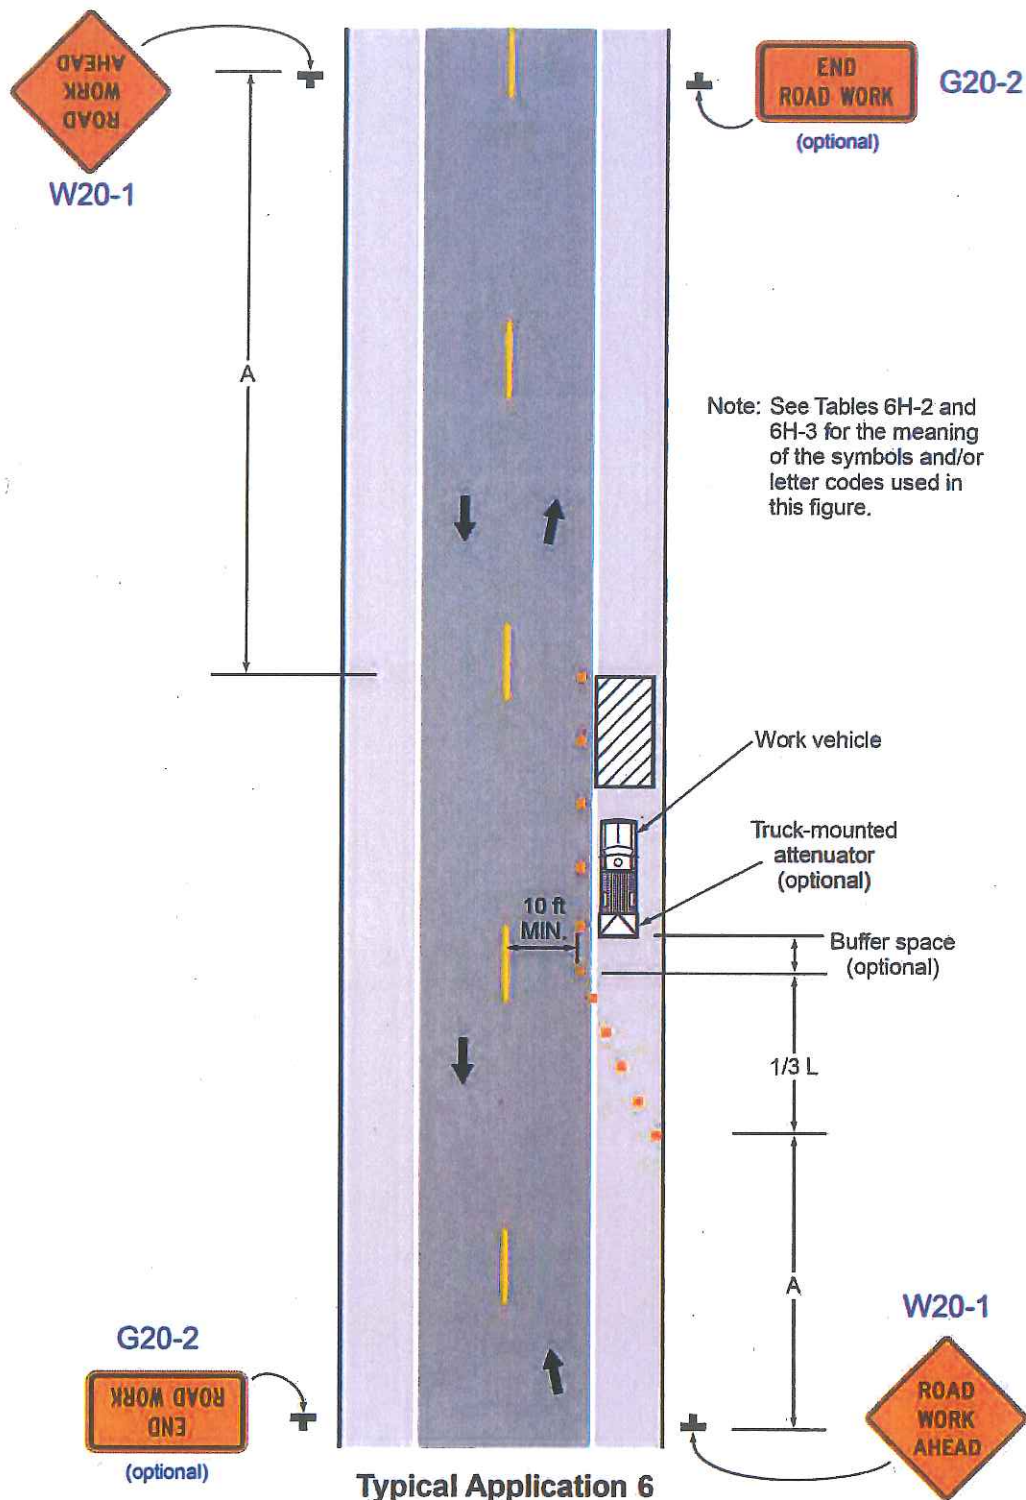 ROAD
WORK
AHEAD
W20-1
END
ROAD WORK
(optional)
G20-2
A
Note: See Tables 6H-2 and
6H-3 for the meaning
of the symbols and/or
letter codes used in
this figure.
Work vehicle
Truck-mounted
attenuator
(optional)
10 ft
MIN.
Buffer space
(optional)
1/3 L
A
G20-2
END
ROAD WORK
(optional)
W20-1
ROAD
WORK
AHEAD
Typical Application 6